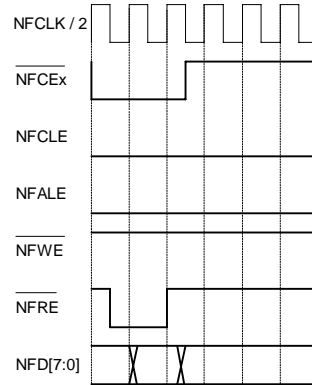 NFCLK / 2
NFCEx
NFCLE
NFALE
NFWE
NFRE
NFD[7:0]